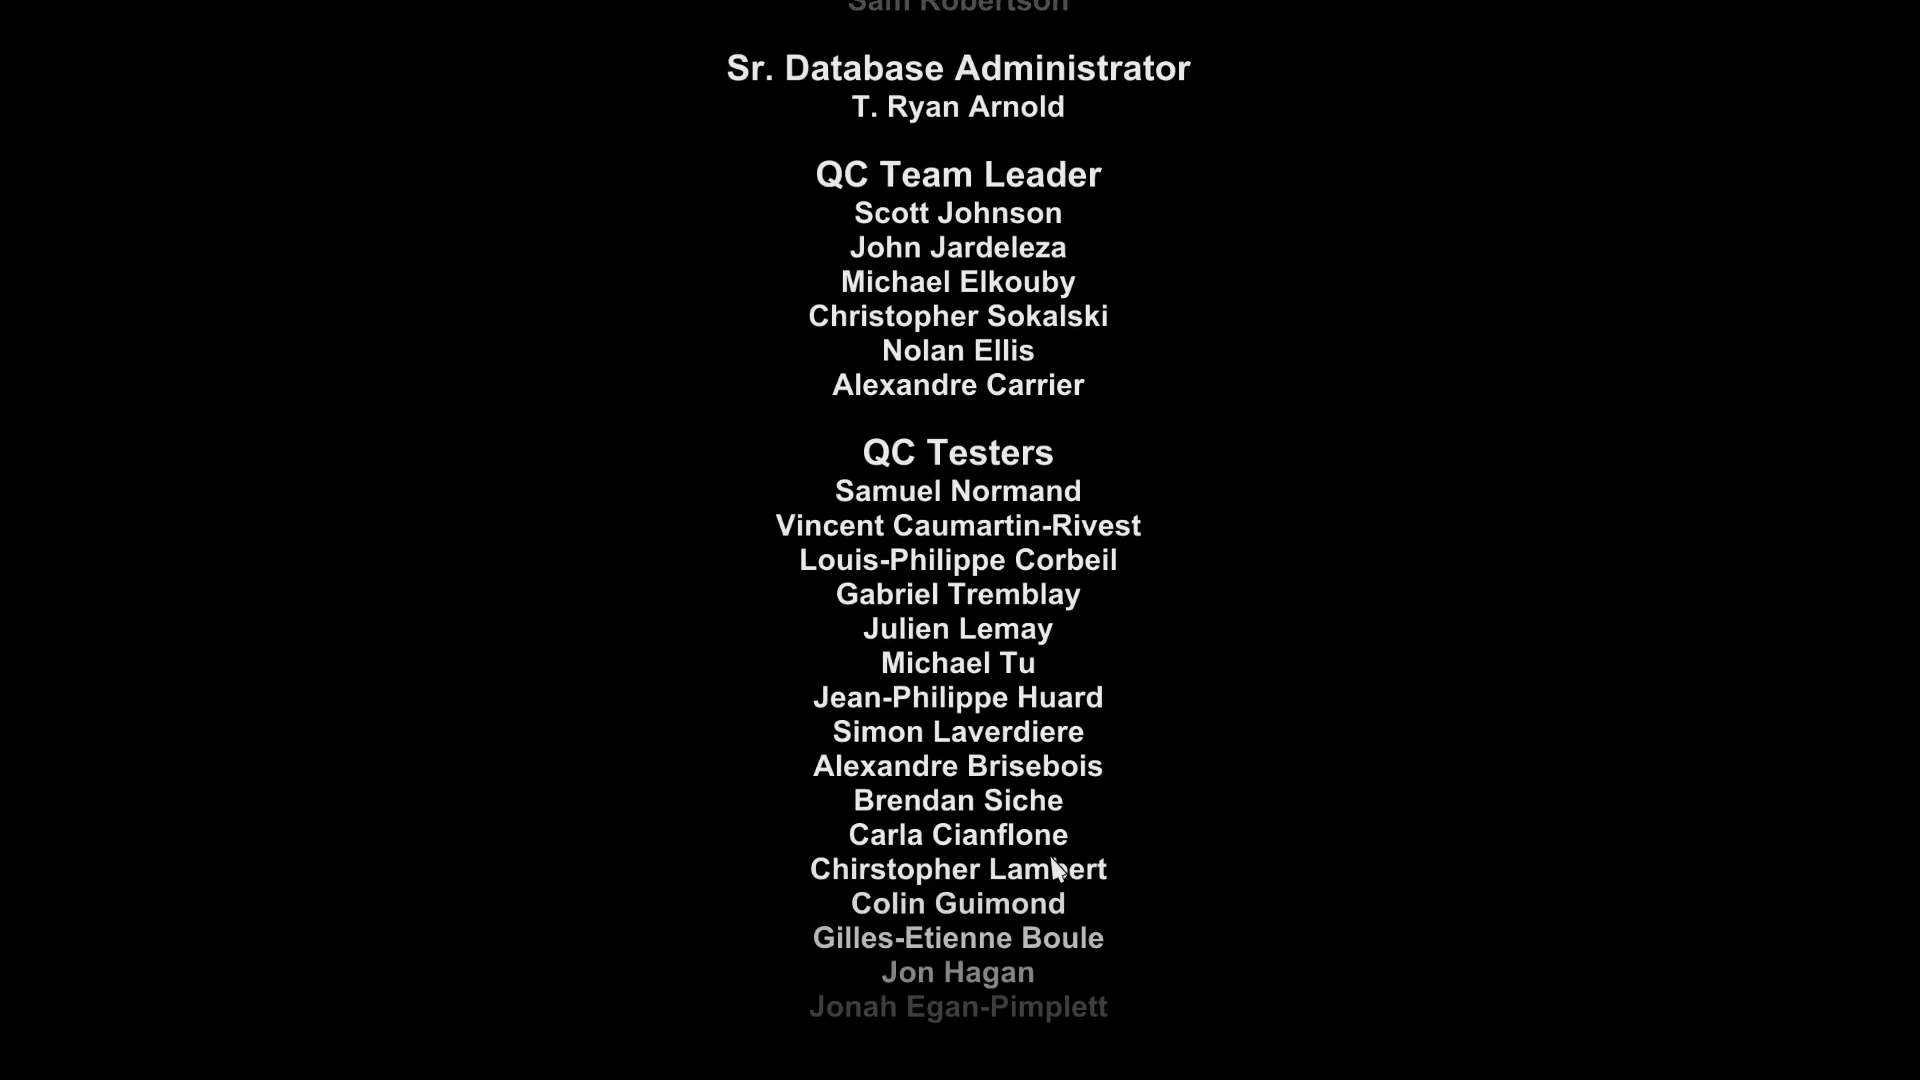 Sam Robertson
Sr. Database Administrator
T. Ryan Arnold
QC Team Leader
Scott Johnson
John Jardeleza
Michael Elkouby
Christopher Sokalski
Nolan Ellis
Alexandre Carrier
QC Testers
Samuel Normand
Vincent Caumartin-Rivest
Louis-Philippe Corbeil
Gabriel Tremblay
Julien Lemay
Michael Tu
Jean-Philippe Huard
Simon Laverdiere
Alexandre Brisebois
Brendan Siche
Carla Cianflone
Chirstopher Lambert
Colin Guimond
Gilles-Etienne Boule
Jon Hagan
Jonah Egan-Pimplett